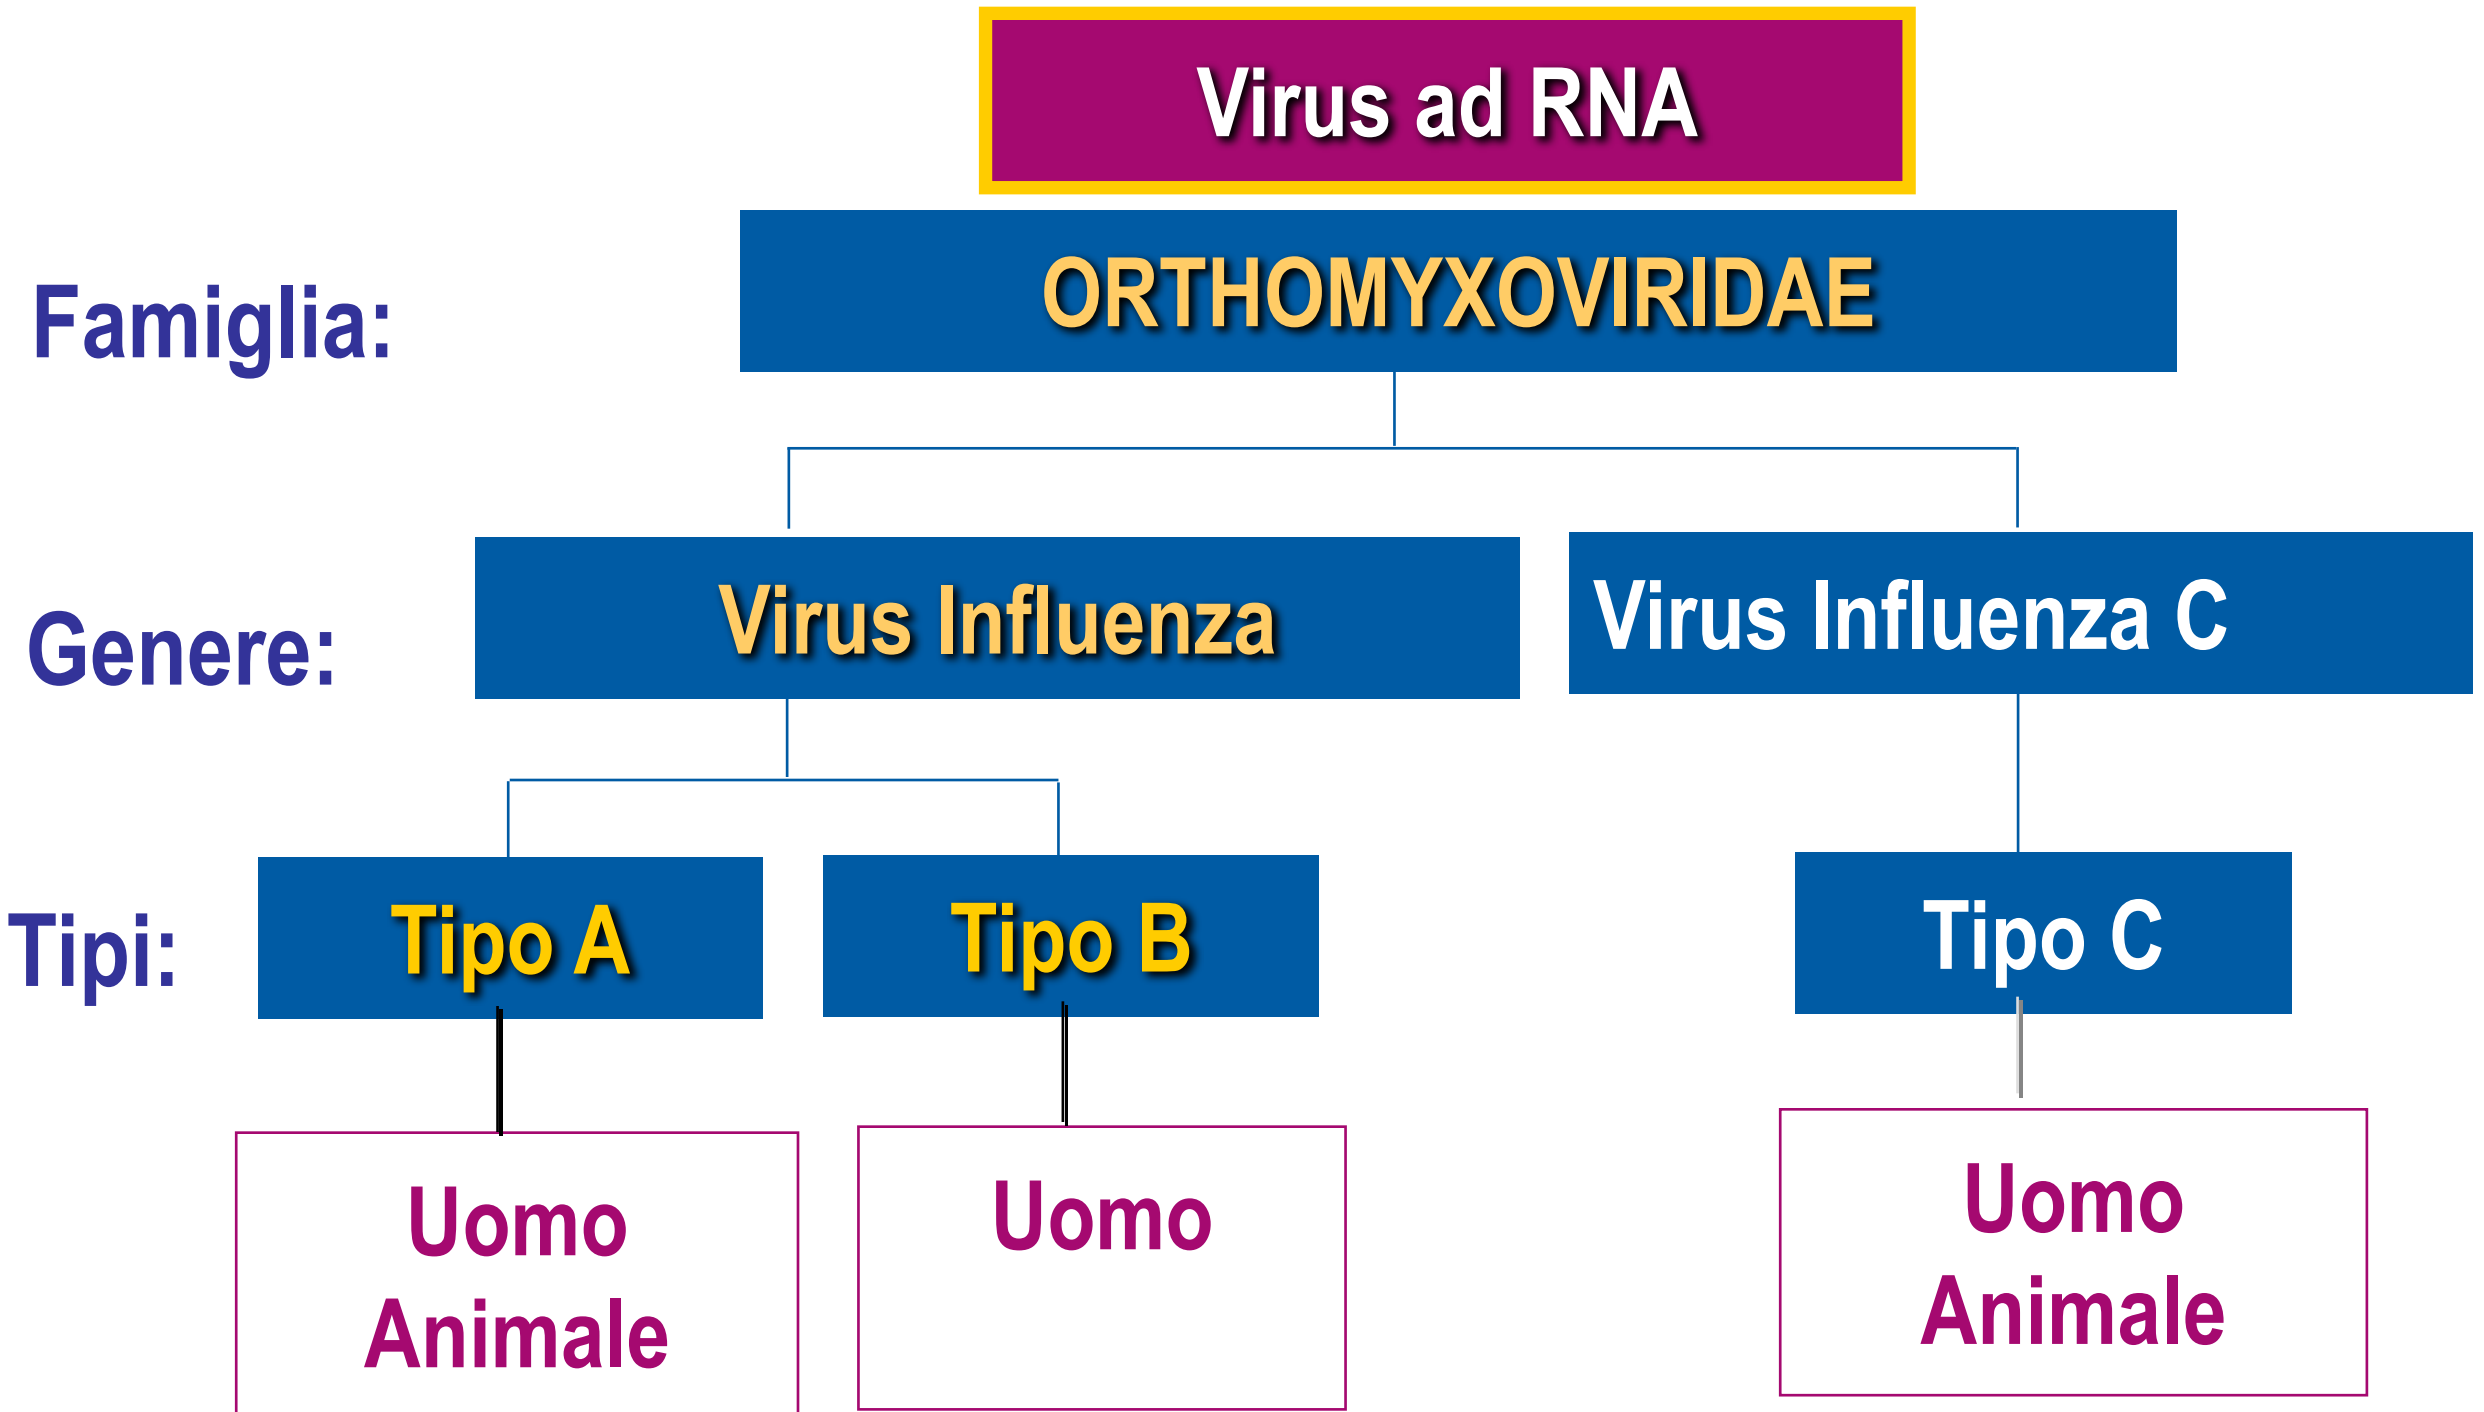 Virus ad RNA
Famiglia:
ORTHOMYXOVIRIDAE
Genere:
Virus Influenza
Virus Influenza C
Tipi:
Tipo A
Tipo B
Tipo C
Uomo
Animale
Uomo
Uomo
Animale